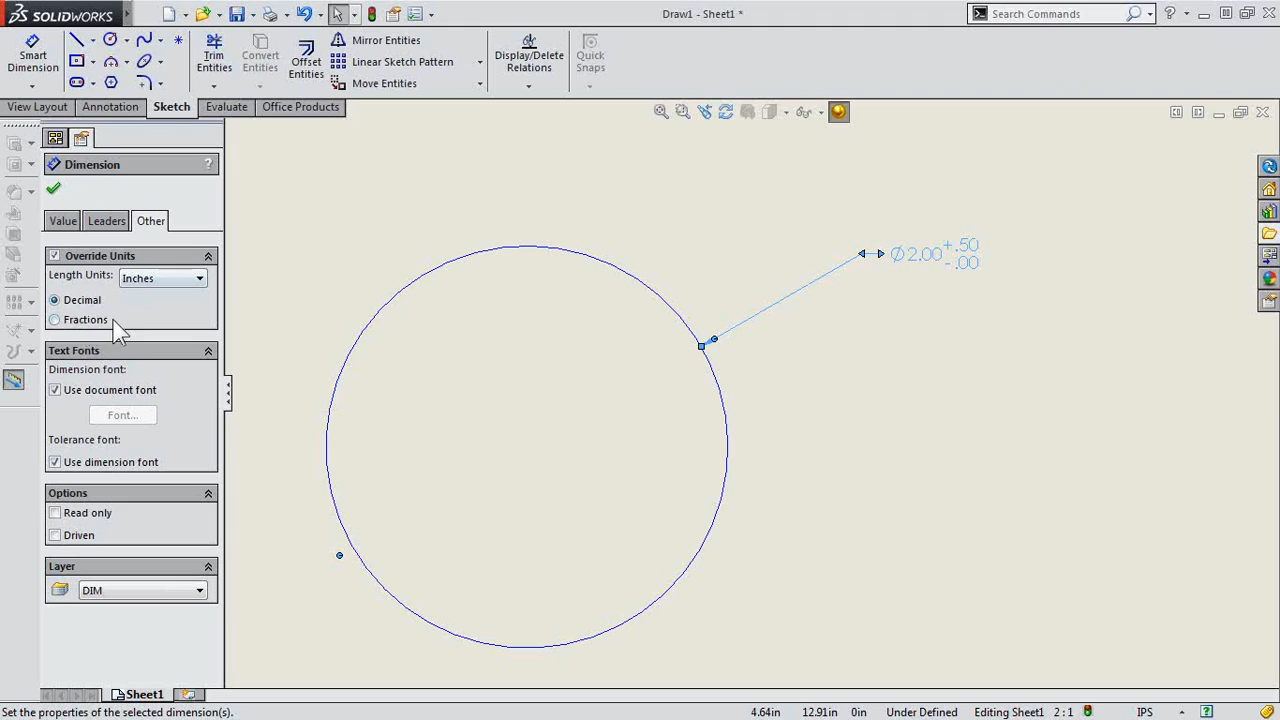 SOLIDWORKS
Draw1 - Sheet1 *
Search Commands
Smart Dimension
Trim Entities
Convert Entities
Offset Entities
Mirror Entities
Linear Sketch Pattern
Move Entities
Display/Delete Relations
Quick Snaps
View Layout
Annotation
Sketch
Evaluate
Office Products
Dimension
?
Value
Leaders
Other
Override Units
Length Units:
Inches
Decimal
Fractions
Text Fonts
Dimension font:
Use document font
Font...
Tolerance font:
Use dimension font
Options
Read only
Driven
Layer
DIM
∅2.00 +.50 -.00
Sheet1
Set the properties of the selected dimension(s).
4.64in
12.91in
0in
Under Defined
Editing Sheet1
2 : 1
IPS